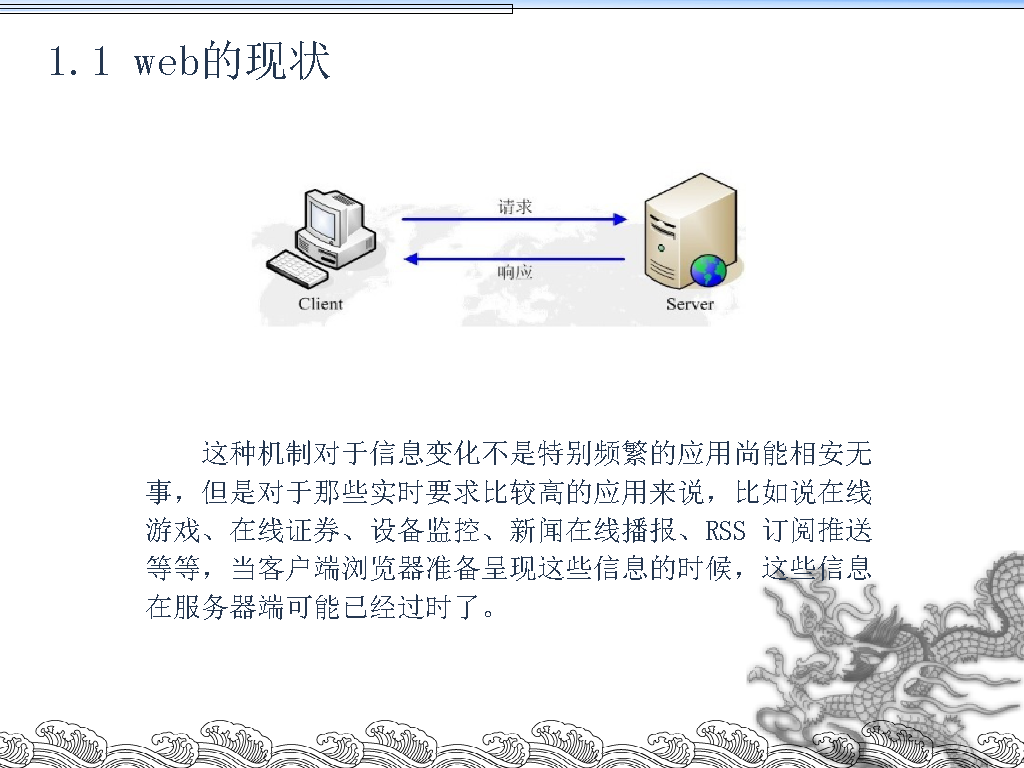 1.1 web的现状
请求
响应
Client
Server
这种机制对于信息变化不是特别频繁的应用尚能相安无
事，但是对于那些实时要求比较高的应用来说，比如说在线
游戏、在线证券、设备监控、新闻在线播报、RSS 订阅推送
等等，当客户端浏览器准备呈现这些信息的时候，这些信息
在服务器端可能已经过时了。